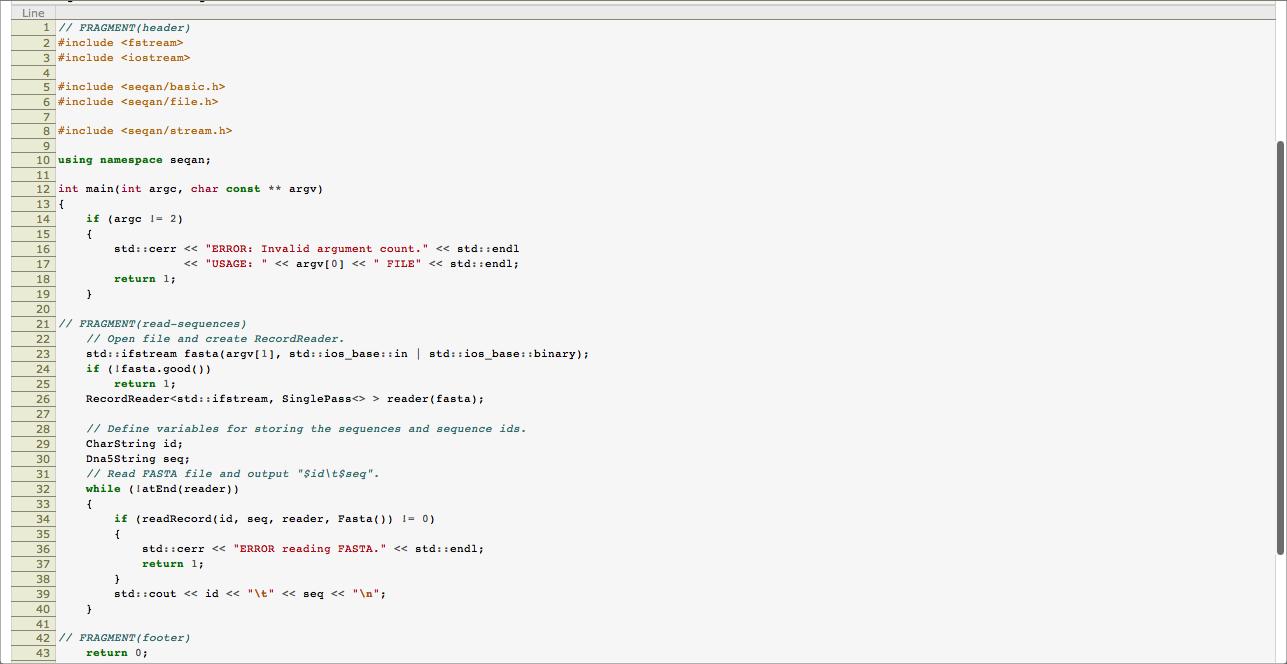 Line
1 // FRAGMENT(header)
2 #include <fstream>
3 #include <iostream>
4
5 #include <seqan/basic.h>
6 #include <seqan/file.h>
7
8 #include <seqan/stream.h>
9
10 using namespace seqan;
11
12 int main(int argc, char const ** argv)
13 {
14     if (argc != 2)
15     {
16         std::cerr << "ERROR: Invalid argument count." << std::endl
17                   << "USAGE: " << argv[0] << " FILE" << std::endl;
18         return 1;
19     }
20
21 // FRAGMENT(read-sequences)
22     // Open file and create RecordReader.
23     std::ifstream fasta(argv[1], std::ios_base::in | std::ios_base::binary);
24     if (!fasta.good())
25         return 1;
26     RecordReader<std::ifstream, SinglePass<> > reader(fasta);
27
28     // Define variables for storing the sequences and sequence ids.
29     CharString id;
30     Dna5String seq;
31     // Read FASTA file and output "$id\t$seq".
32     while (!atEnd(reader))
33     {
34         if (readRecord(id, seq, reader, Fasta()) != 0)
35         {
36             std::cerr << "ERROR reading FASTA." << std::endl;
37             return 1;
38         }
39         std::cout << id << "\t" << seq << "\n";
40     }
41
42 // FRAGMENT(footer)
43     return 0;